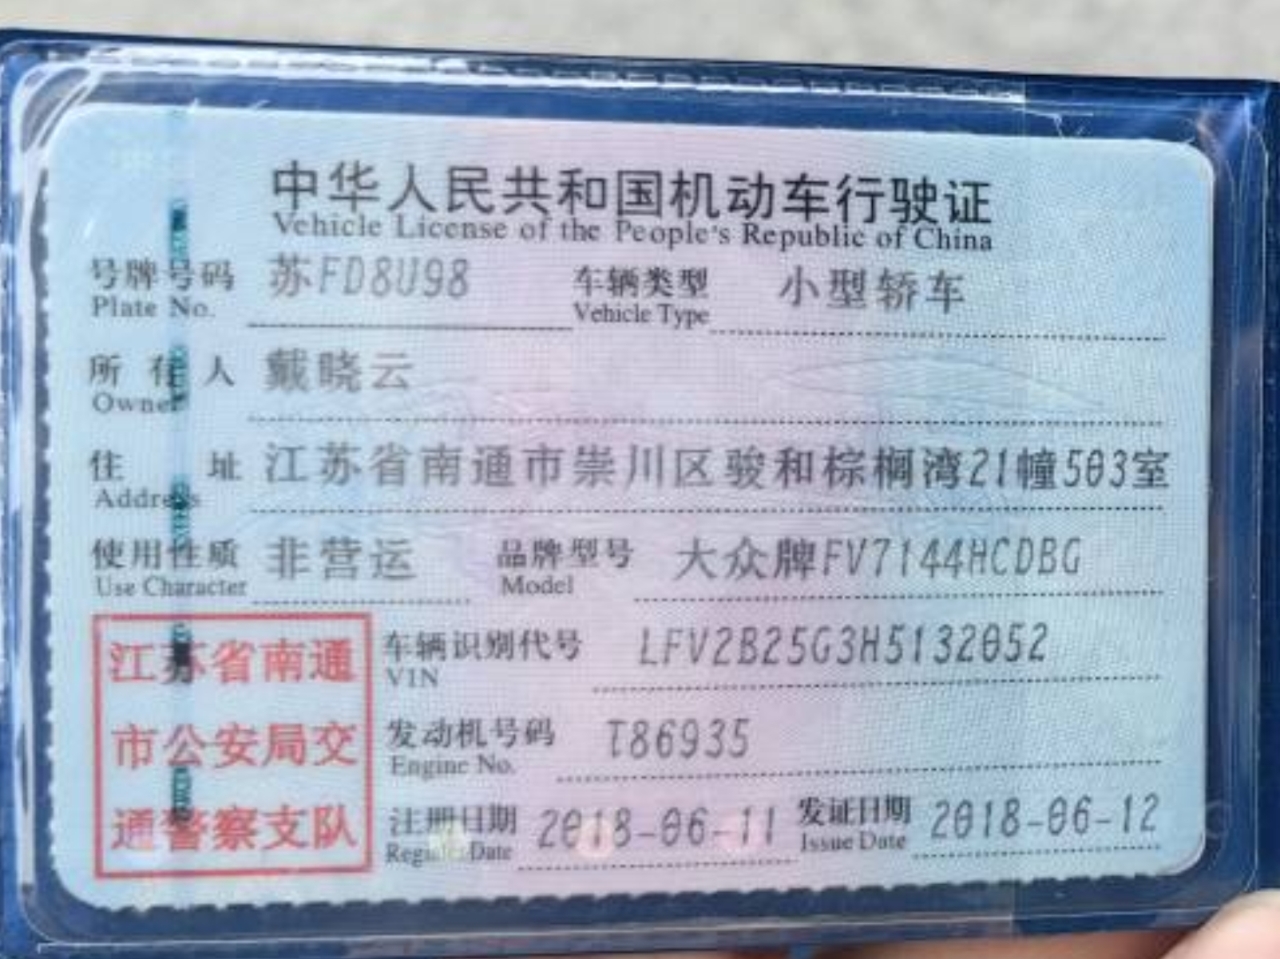 中华人民共和国机动车行驶证
Vehicle License of the People's Republic of China
号牌号码 苏FD8U98 车辆类型 小型轿车
Plate No. Vehicle Type
所有人 戴晓云
Owner
住址 江苏省南通市崇川区骏和棕榈湾21幢503室
Address
使用性质 非营运 品牌型号 大众牌FV7144HCDBG
Use Character Model
江苏省南通
市公安局交
通警察支队
车辆识别代号 LFV2B25G3H5132052
VIN
发动机号码 T86935
Engine No.
注册日期 2018-06-11 发证日期 2018-06-12
Register Date Issue Date